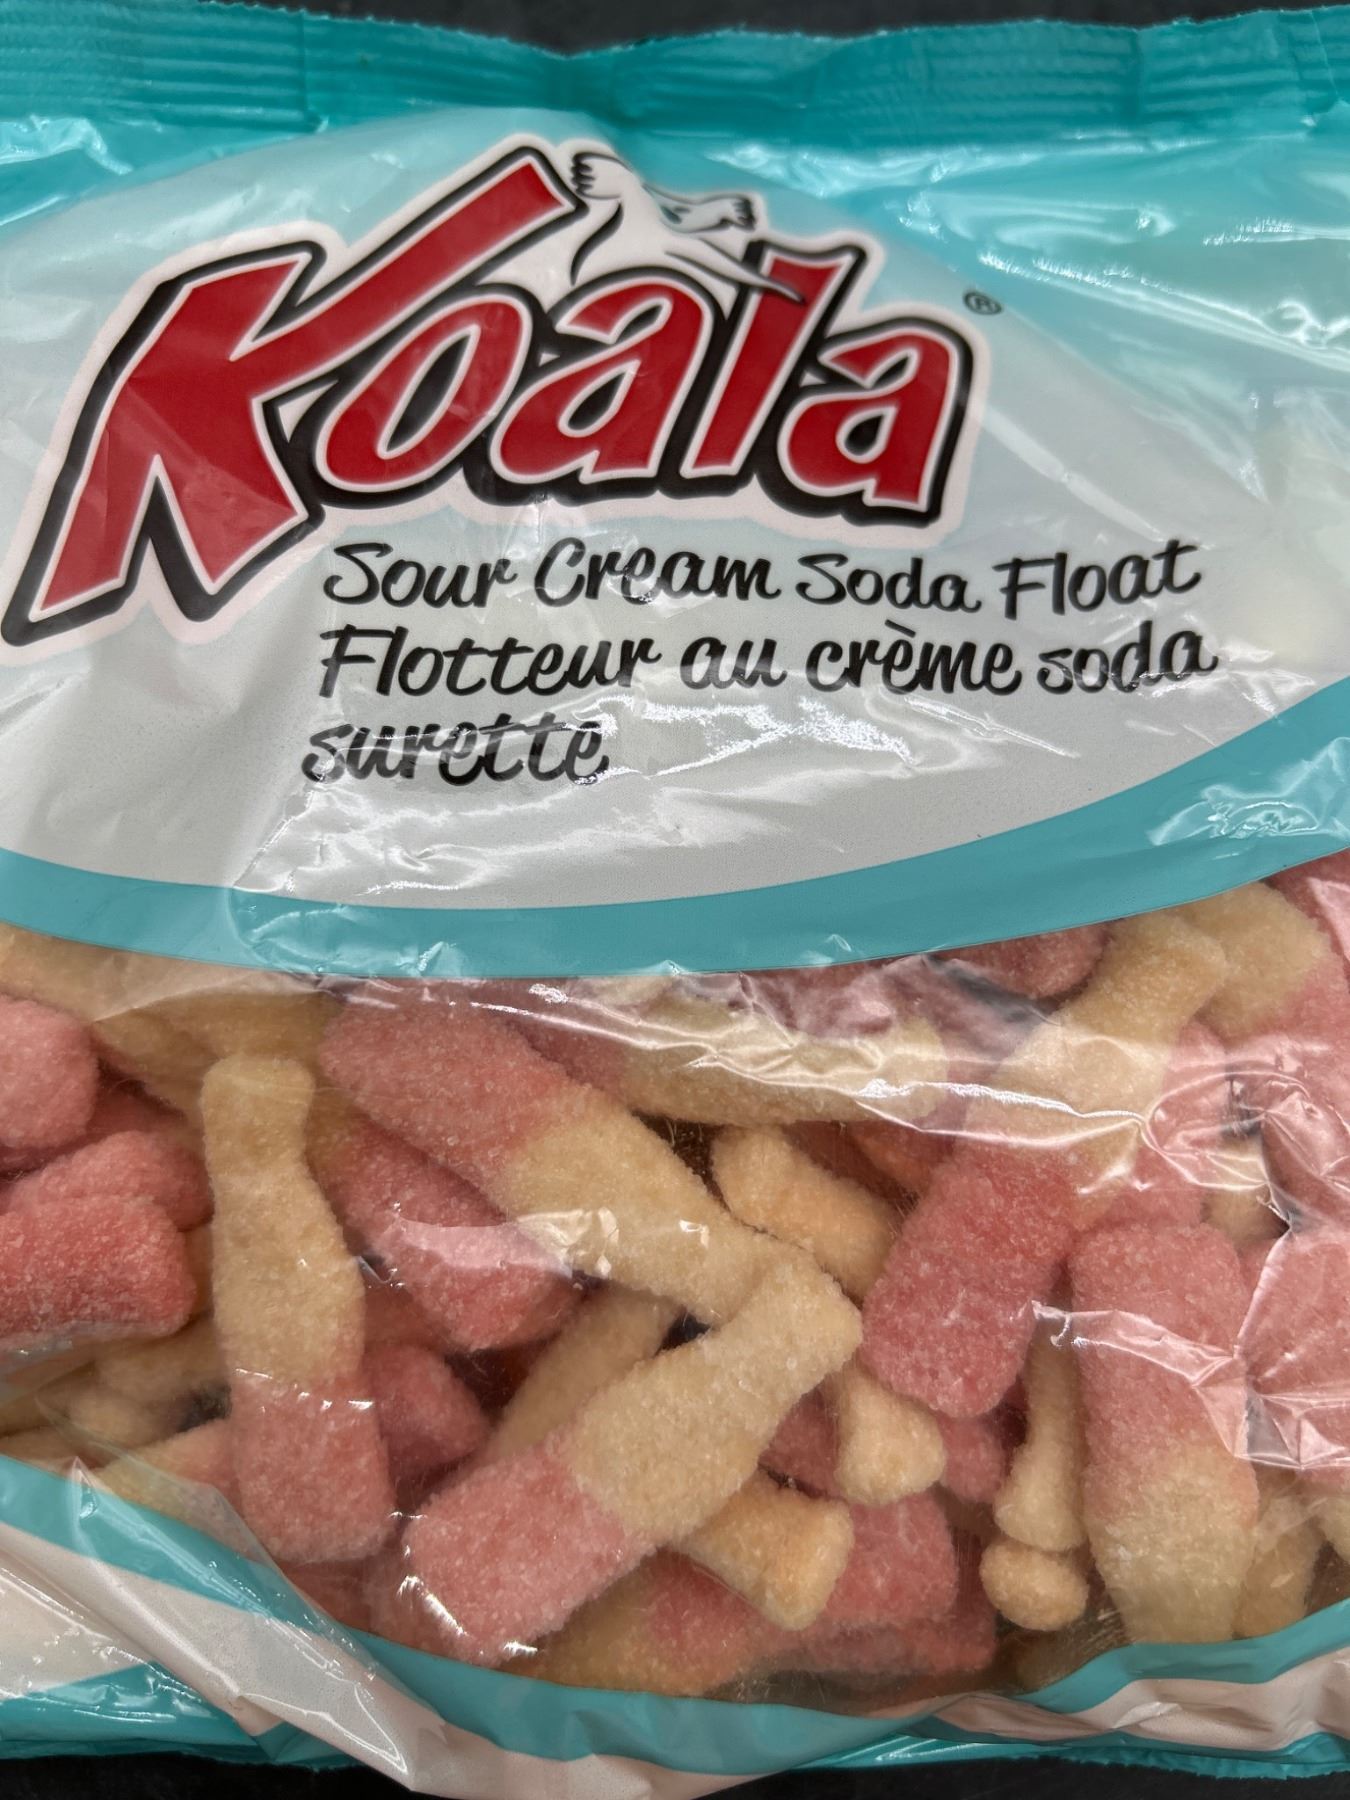 Koala®
Sour Cream Soda Float
Flotteur au crème soda
surette